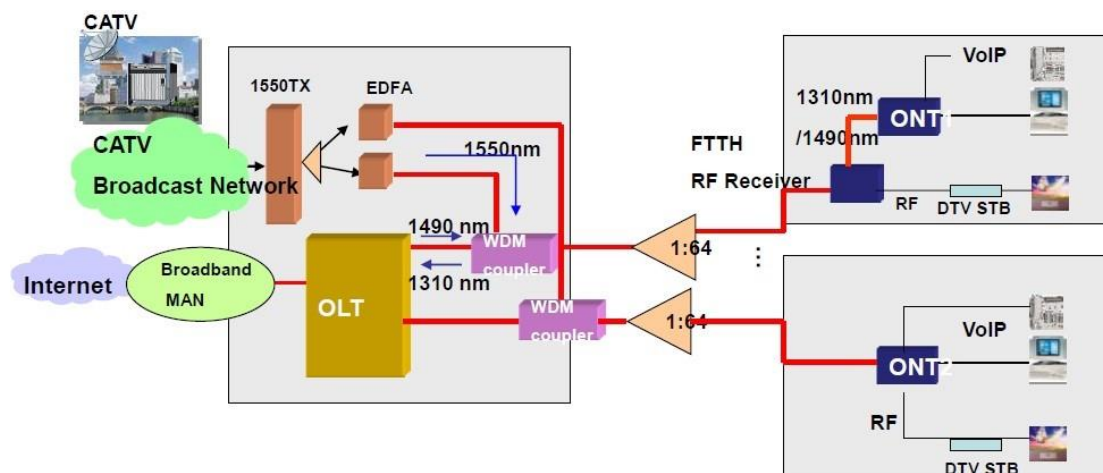 CATV
CATV
Broadcast Network
Internet
Broadband
MAN
1550TX
EDFA
1550nm
1490 nm
1310 nm
WDM
coupler
OLT
WDM
coupler
1:64
1:64
FTTH
RF Receiver
1310nm
/1490nm
ONT1
VoIP
RF
DTV STB
ONT2
VoIP
RF
DTV STB